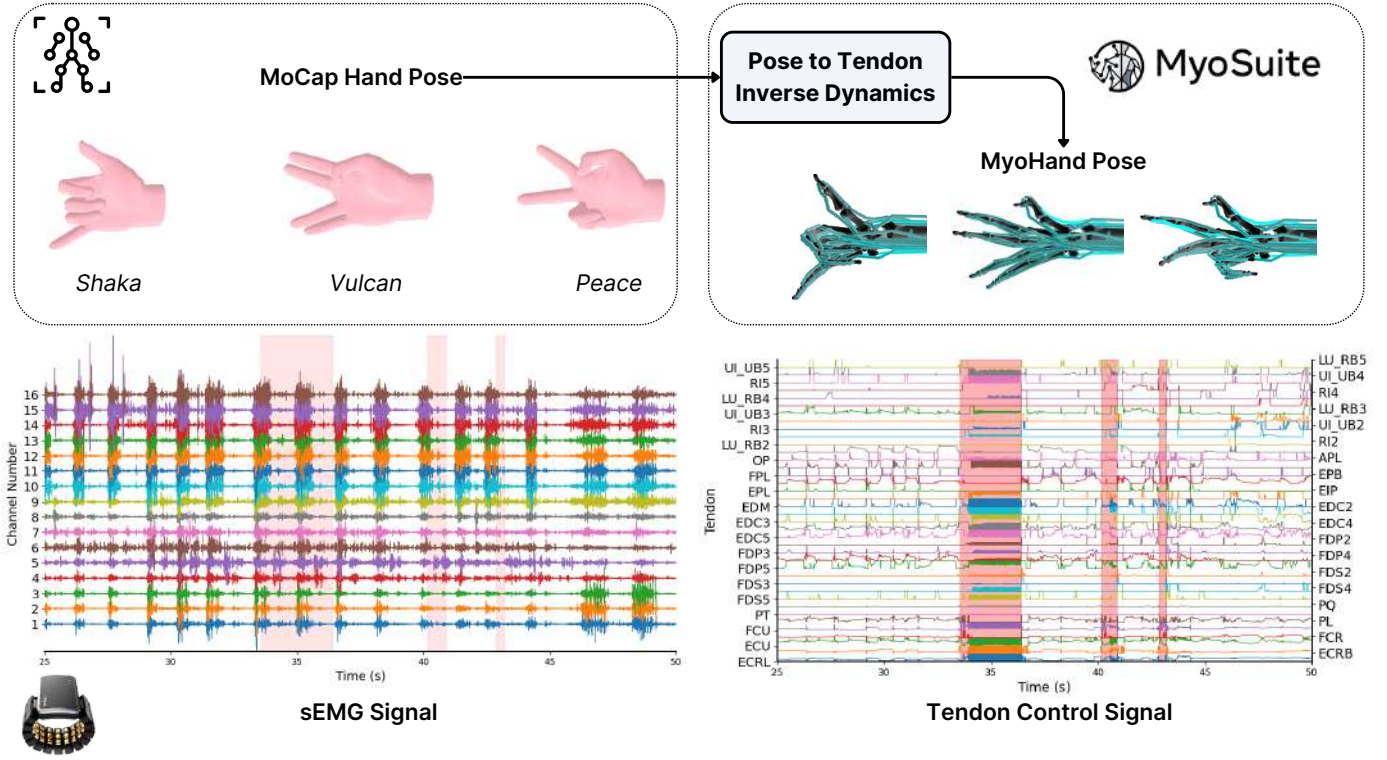 MoCap Hand Pose
Pose to Tendon
Inverse Dynamics
MyoSuite
MyoHand Pose
Shaka
Vulcan
Peace
Channel Number
16
15
14
13
12
11
10
9
8
7
6
5
4
3
2
1
25
30
35
40
45
50
Time (s)
sEMG Signal
Tendon
UI_UB5
RI5
LU_RB4
UI_UB3
RI3
LU_RB2
OP
FPL
EPL
EDM
EDC3
EDC5
FDP3
FDP5
FDS3
FDS5
PT
FCU
ECU
ECRL
LU_RB5
UI_UB4
RI4
LU_RB3
UI_UB2
RI2
APL
EPB
EIP
EDC2
EDC4
FDP2
FDP4
FDS2
FDS4
PQ
PL
FCR
ECRB
25
30
35
40
45
50
Time (s)
Tendon Control Signal